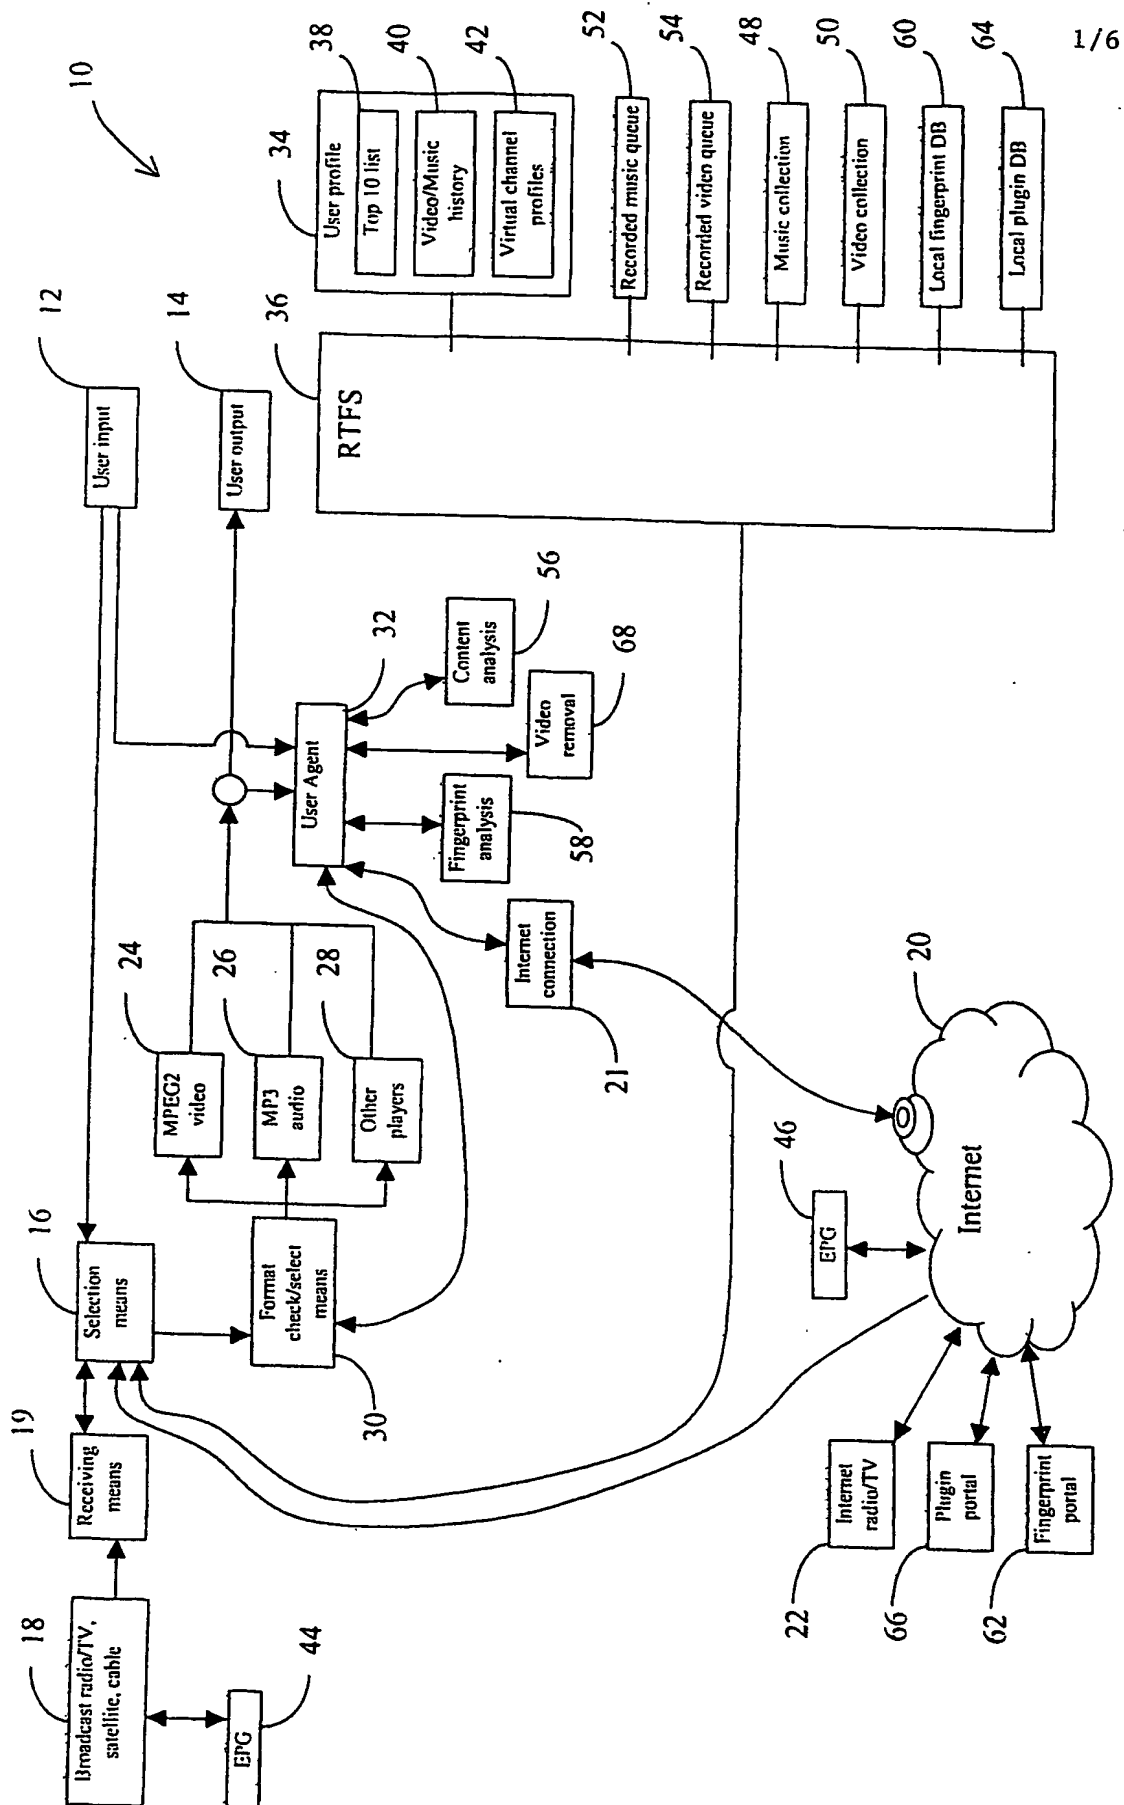 1/6
10
18
Broadcast radio/TV,
satellite, cable
44
EPG
19
Receiving
means
16
Selection
means
30
Format
check/select
means
24
MPEG2
video
26
MP3
audio
28
Other
players
12
User input
14
User output
32
User Agent
56
Content
analysis
68
Video
removal
58
Fingerprint
analysis
21
Internet
connection
20
Internet
46
EPG
22
Internet
radio/TV
66
Plugin
portal
62
Fingerprint
portal
36
RTFS
34
User profile
38
Top 10 list
40
Video/Music
history
42
Virtual channel
profiles
52
Recorded music queue
54
Recorded video queue
48
Music collection
50
Video collection
60
Local fingerprint DB
64
Local plugin DB